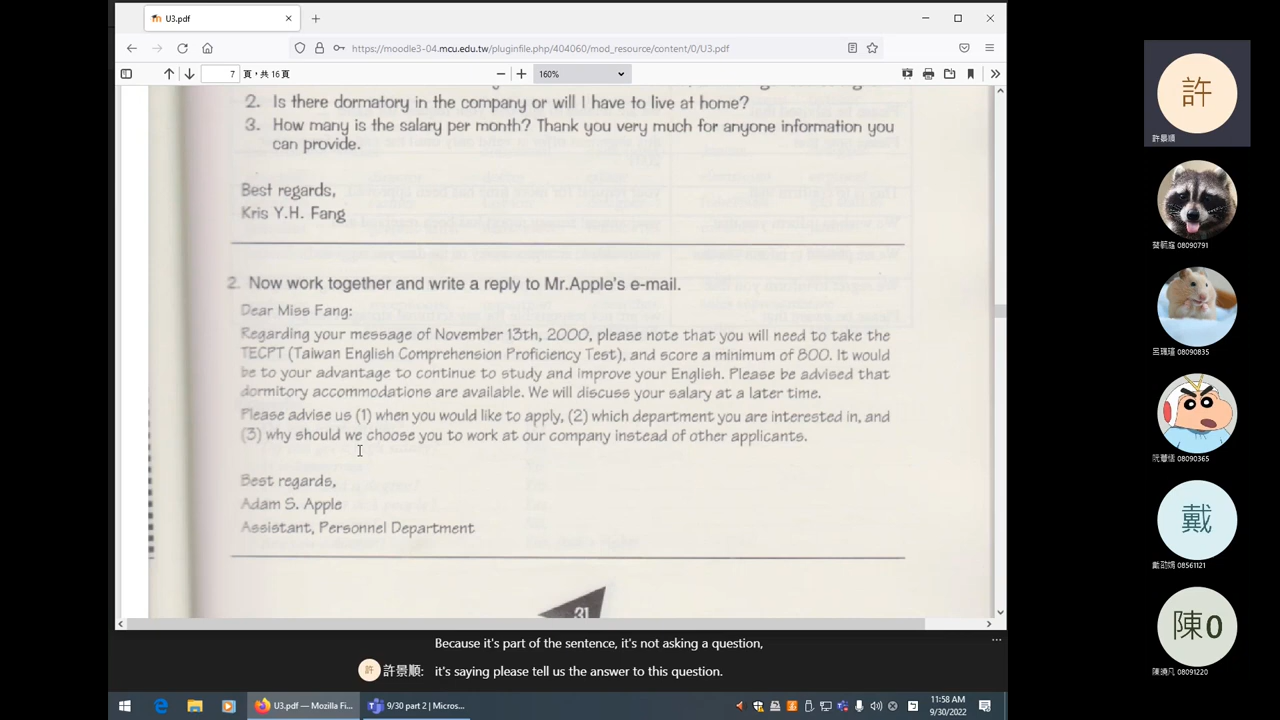 U3.pdf
https://moodle3-04.mcu.edu.tw/pluginfile.php/404060/mod_resource/content/0/U3.pdf
7 頁，共 16 頁
160%
2. Is there dormatory in the company or will I have to live at home?
3. How many is the salary per month? Thank you very much for anyone information you
can provide.
Best regards,
Kris Y.H. Fang
2. Now work together and write a reply to Mr.Apple's e-mail.
Dear Miss Fang:
Regarding your message of November 13th, 2000, please note that you will need to take the
TECPT (Taiwan English Comprehension Proficiency Test), and score a minimum of 800. It would
be to your advantage to continue to study and improve your English. Please be advised that
dormitory accommodations are available. We will discuss your salary at a later time.
Please advise us (1) when you would like to apply, (2) which department you are interested in, and
(3) why should we choose you to work at our company instead of other applicants.
Best regards,
Adam S. Apple
Assistant, Personnel Department
31
Because it's part of the sentence, it's not asking a question,
許 許景順: it's saying please tell us the answer to this question.
U3.pdf — Mozilla Fi...
9/30 part 2 | Micros...
11:58 AM
9/30/2022
許
許景順
08090791
08090835
08090365
戴
08561121
陳0
08091220